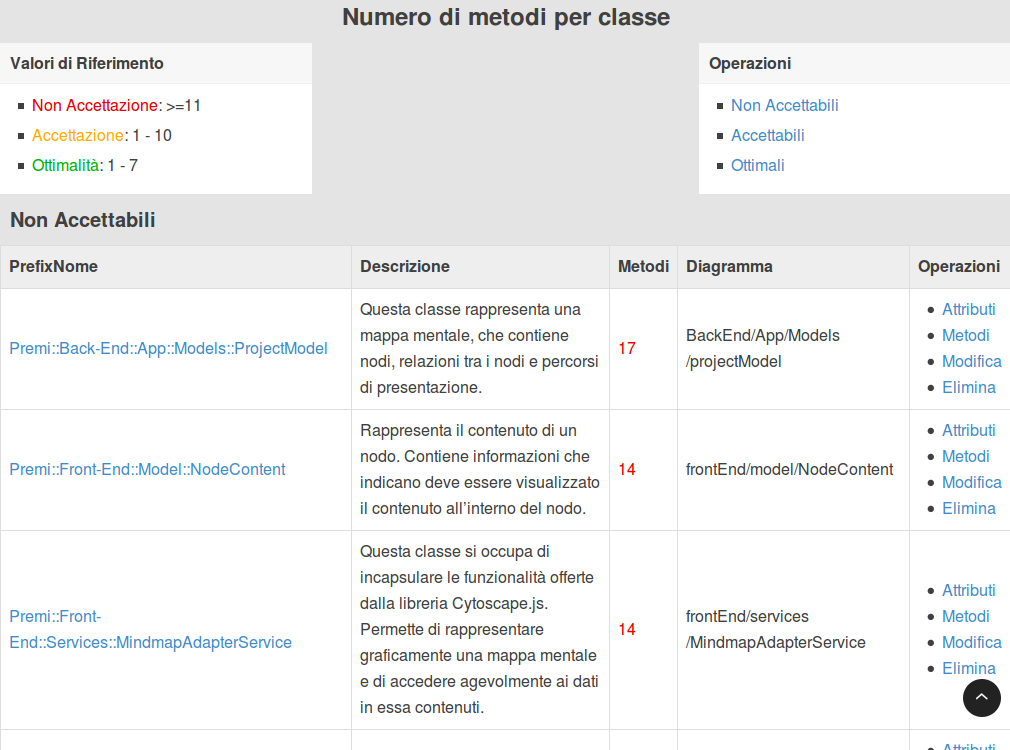 Numero di metodi per classe
Valori di Riferimento
Non Accettazione: >=11
Accettazione: 1 - 10
Ottimalità: 1 - 7
Operazioni
Non Accettabili
Accettabili
Ottimali
Non Accettabili
PrefixNome Descrizione Metodi Diagramma Operazioni
Premi::Back-End::App::Models::ProjectModel
Questa classe rappresenta una
mappa mentale, che contiene
nodi, relazioni tra i nodi e percorsi
di presentazione.
17
BackEnd/App/Models
/projectModel
Attributi
Metodi
Modifica
Elimina
Premi::Front-End::Model::NodeContent
Rappresenta il contenuto di un
nodo. Contiene informazioni che
indicano deve essere visualizzato
il contenuto all'interno del nodo.
14
frontEnd/model/NodeContent
Attributi
Metodi
Modifica
Elimina
Premi::Front-
End::Services::MindmapAdapterService
Questa classe si occupa di
incapsulare le funzionalità offerte
dalla libreria Cytoscape.js.
Permette di rappresentare
graficamente una mappa mentale
e di accedere agevolmente ai dati
in essa contenuti.
14
frontEnd/services
/MindmapAdapterService
Attributi
Metodi
Modifica
Elimina
Attributi